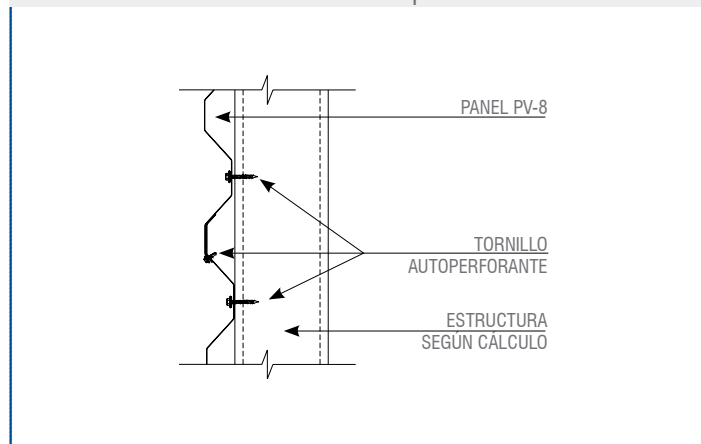 PANEL PV-8
TORNILLO
AUTOPERFORANTE
ESTRUCTURA
SEGÚN CÁLCULO